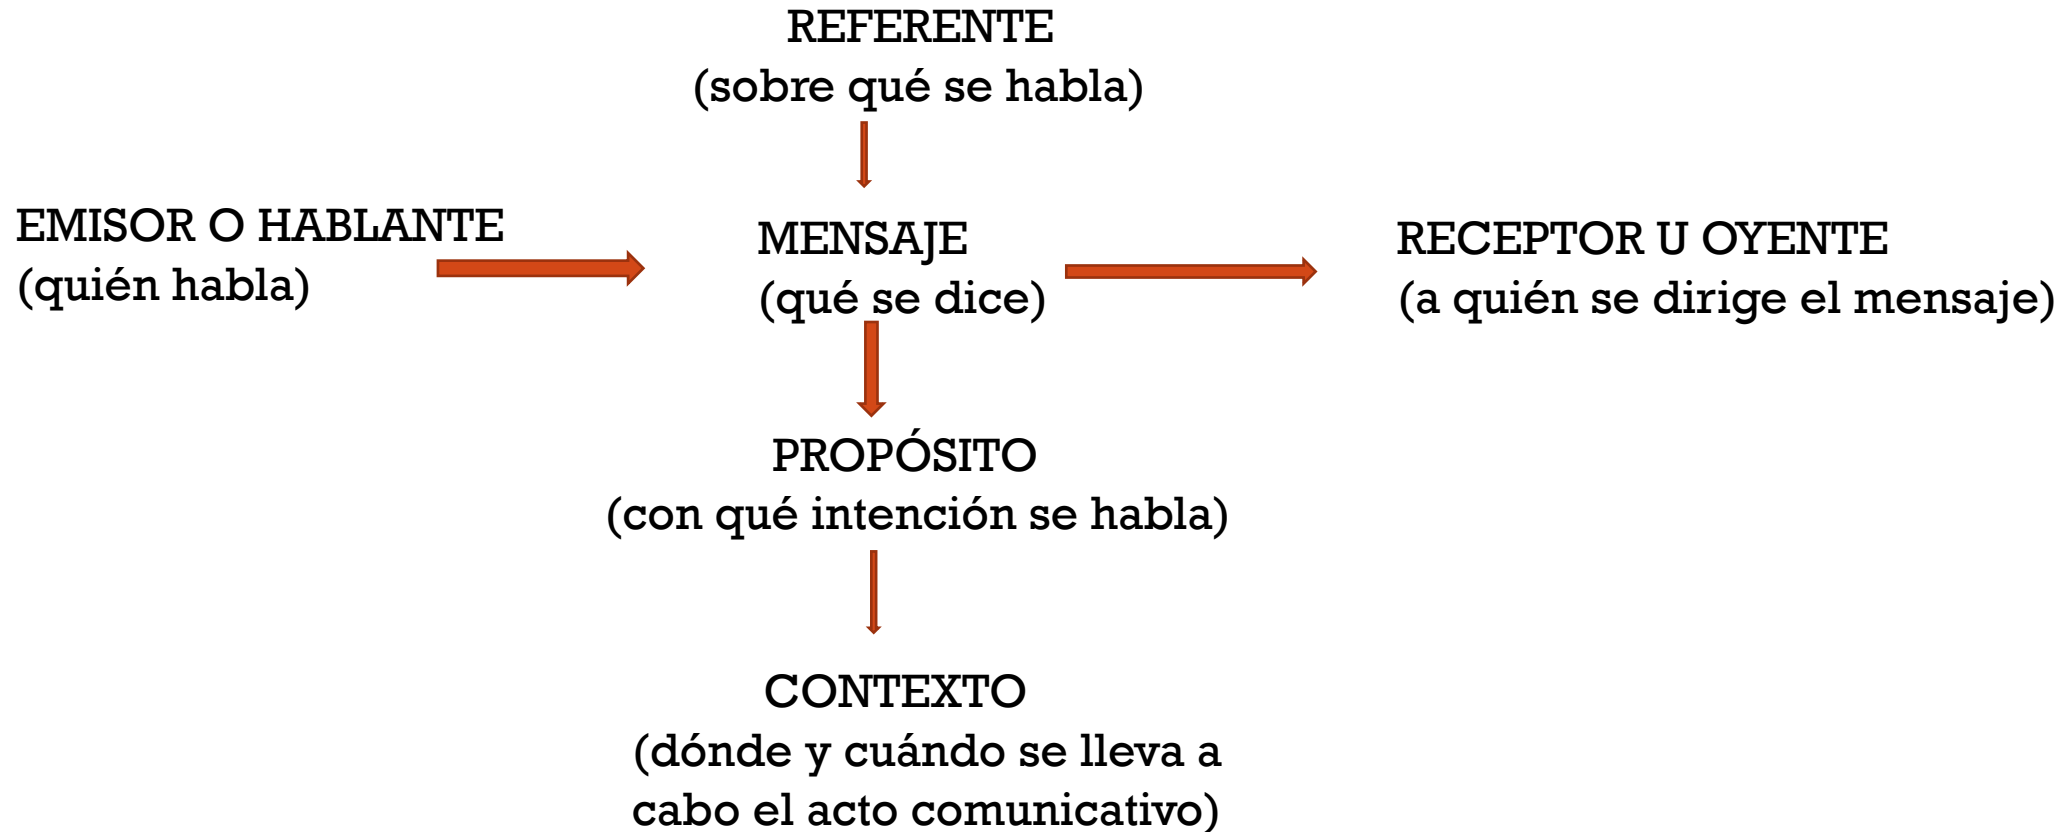 REFERENTE
(sobre qué se habla)
EMISOR O HABLANTE
(quién habla)
MENSAJE
(qué se dice)
RECEPTOR U OYENTE
(a quién se dirige el mensaje)
PROPÓSITO
(con qué intención se habla)
CONTEXTO
(dónde y cuándo se lleva a
cabo el acto comunicativo)